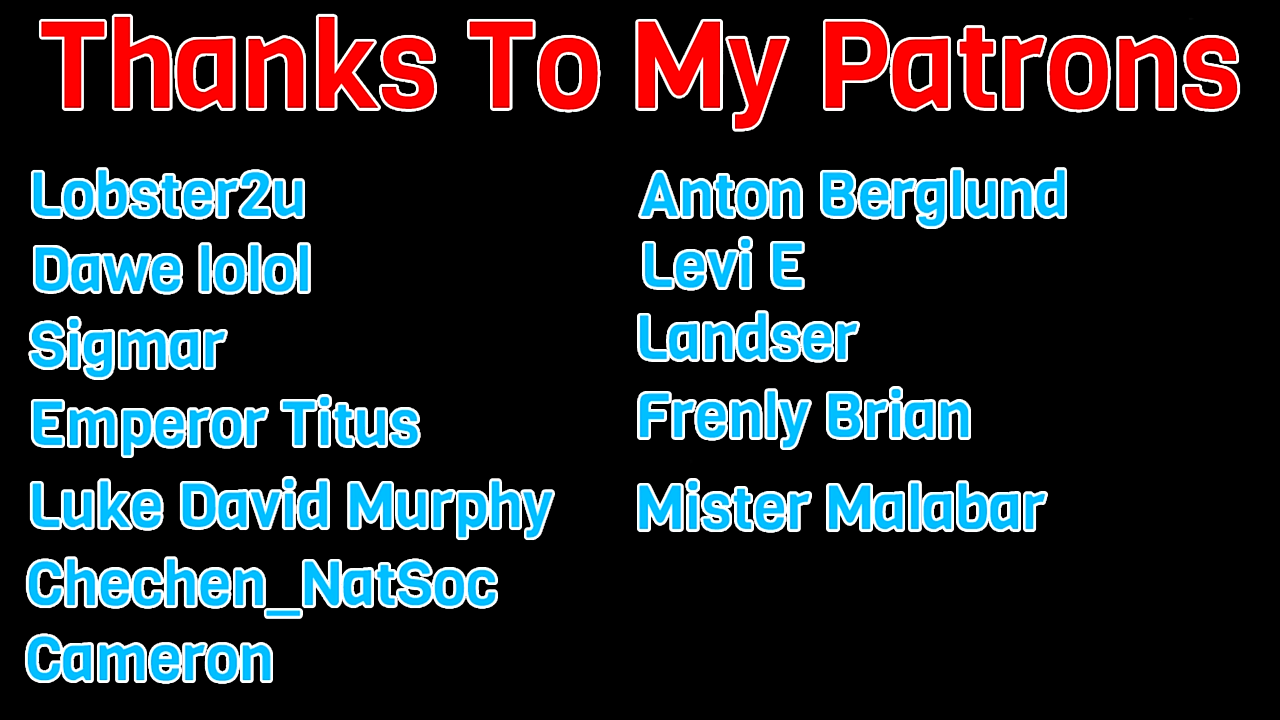 Thanks To My Patrons
Lobster2u
Dawe lolol
Sigmar
Emperor Titus
Luke David Murphy
Chechen_NatSoc
Cameron
Anton Berglund
Levi E
Landser
Frenly Brian
Mister Malabar